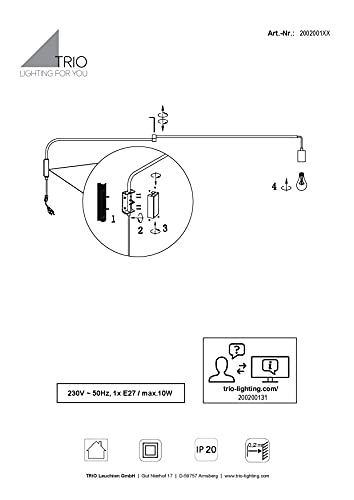 Art.-Nr.: 2002001XX
TRIO
LIGHTING FOR YOU
1
2
3
4
?
i
trio-lighting.com/
200200131
230V ~ 50Hz, 1x E27 / max.10W
IP 20
0,2 m
TRIO Leuchten GmbH | Gut Nierhof 17 | D-59757 Arnsberg | www.trio-lighting.com